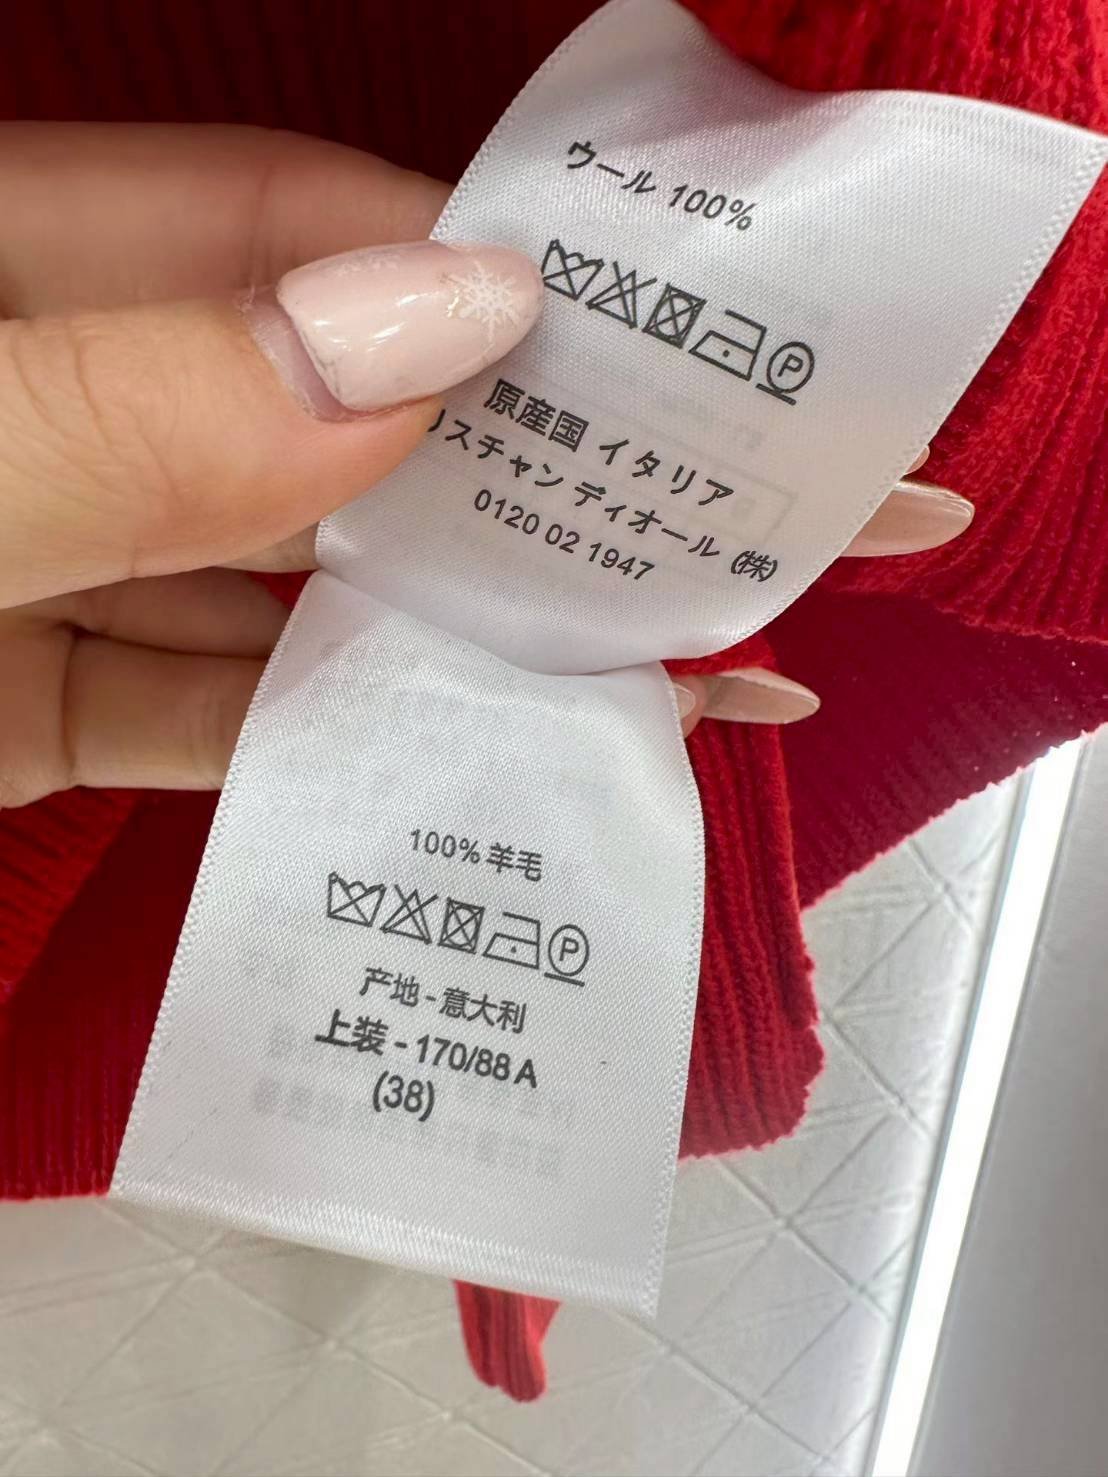 ウール 100%
P
原産国 イタリア
リスチャン ディオール (株)
0120 02 1947
100% 羊毛
P
产地 - 意大利
上装 - 170/88 A
(38)